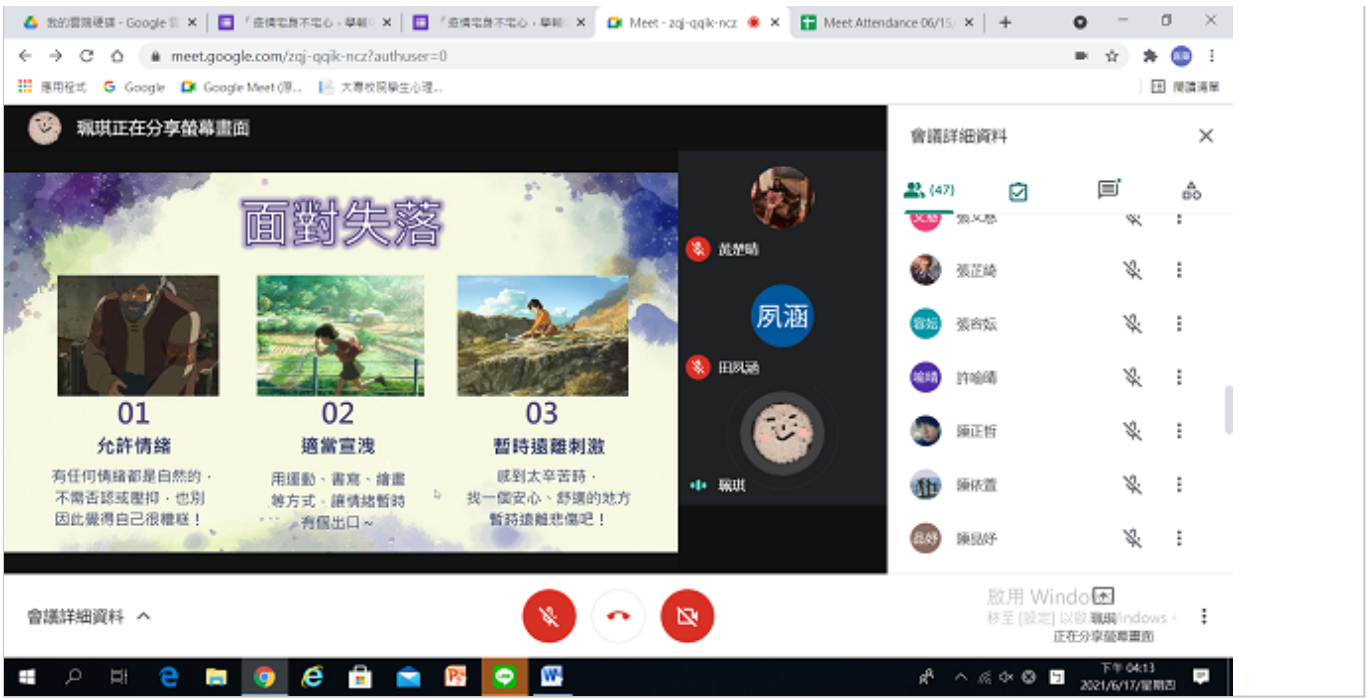 我的雲端硬碟 - Google 雲
「疫情宅身不宅心，學輔
「疫情宅身不宅心，學輔
Meet - zqj-qqik-ncz
Meet Attendance 06/15/
meet.google.com/zqj-qqik-ncz?authuser=0
應用程式
Google
Google Meet (原...
大專校院學生心理...
閱讀清單
珮琪正在分享螢幕畫面
面對失落
01
允許情緒
有任何情緒都是自然的，
不需否認或壓抑，也別
因此覺得自己很糟糕！
02
適當宣洩
用運動、書寫、繪畫
等方式，讓情緒暫時
有個出口~
03
暫時遠離刺激
感到太辛苦時，
找一個安心、舒適的地方
暫時遠離悲傷吧！
黃楚晴
夙涵
田夙涵
珮琪
會議詳細資料
(47)
張芷綺
容妘
張容妘
喻晴
許喻晴
陳正哲
陳依萱
品妤
陳品妤
會議詳細資料
啟用 Windo
移至 [設定] 以啟
indows。
珮琪
正在分享螢幕畫面
下午 04:13
2021/6/17/星期四